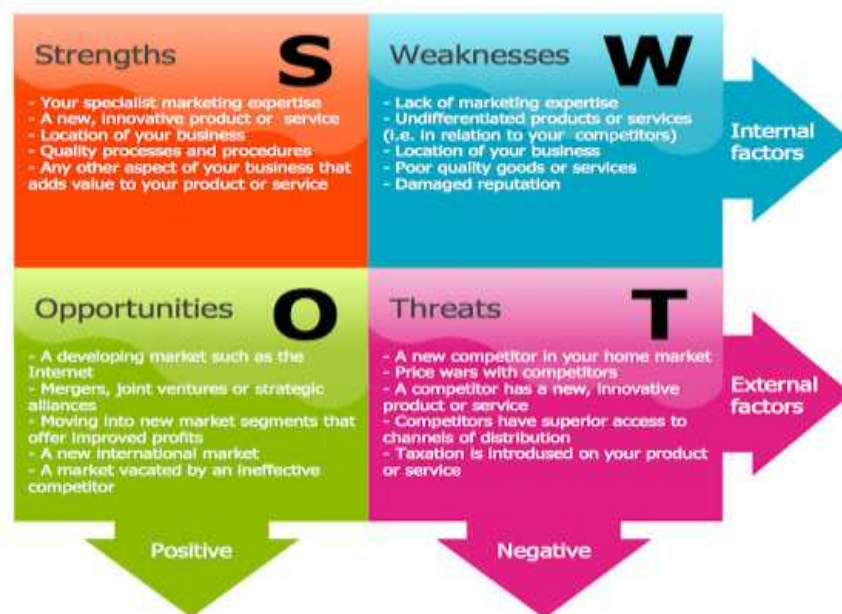 Strengths S
- Your specialist marketing expertise
- A new, innovative product or service
- Location of your business
- Quality processes and procedures
- Any other aspect of your business that
adds value to your product or service
Weaknesses W
- Lack of marketing expertise
- Undifferentiated products or services
(i.e. in relation to your competitors)
- Location of your business
- Poor quality goods or services
- Damaged reputation
Internal
factors
Opportunities O
- A developing market such as the
Internet
- Mergers, joint ventures or strategic
alliances
- Moving into new market segments that
offer improved profits
- A new international market
- A market vacated by an ineffective
competitor
Threats T
- A new competitor in your home market
- Price wars with competitors
- A competitor has a new, innovative
product or service
- Competitors have superior access to
channels of distribution
- Taxation is introdused on your product
or service
External
factors
Positive
Negative